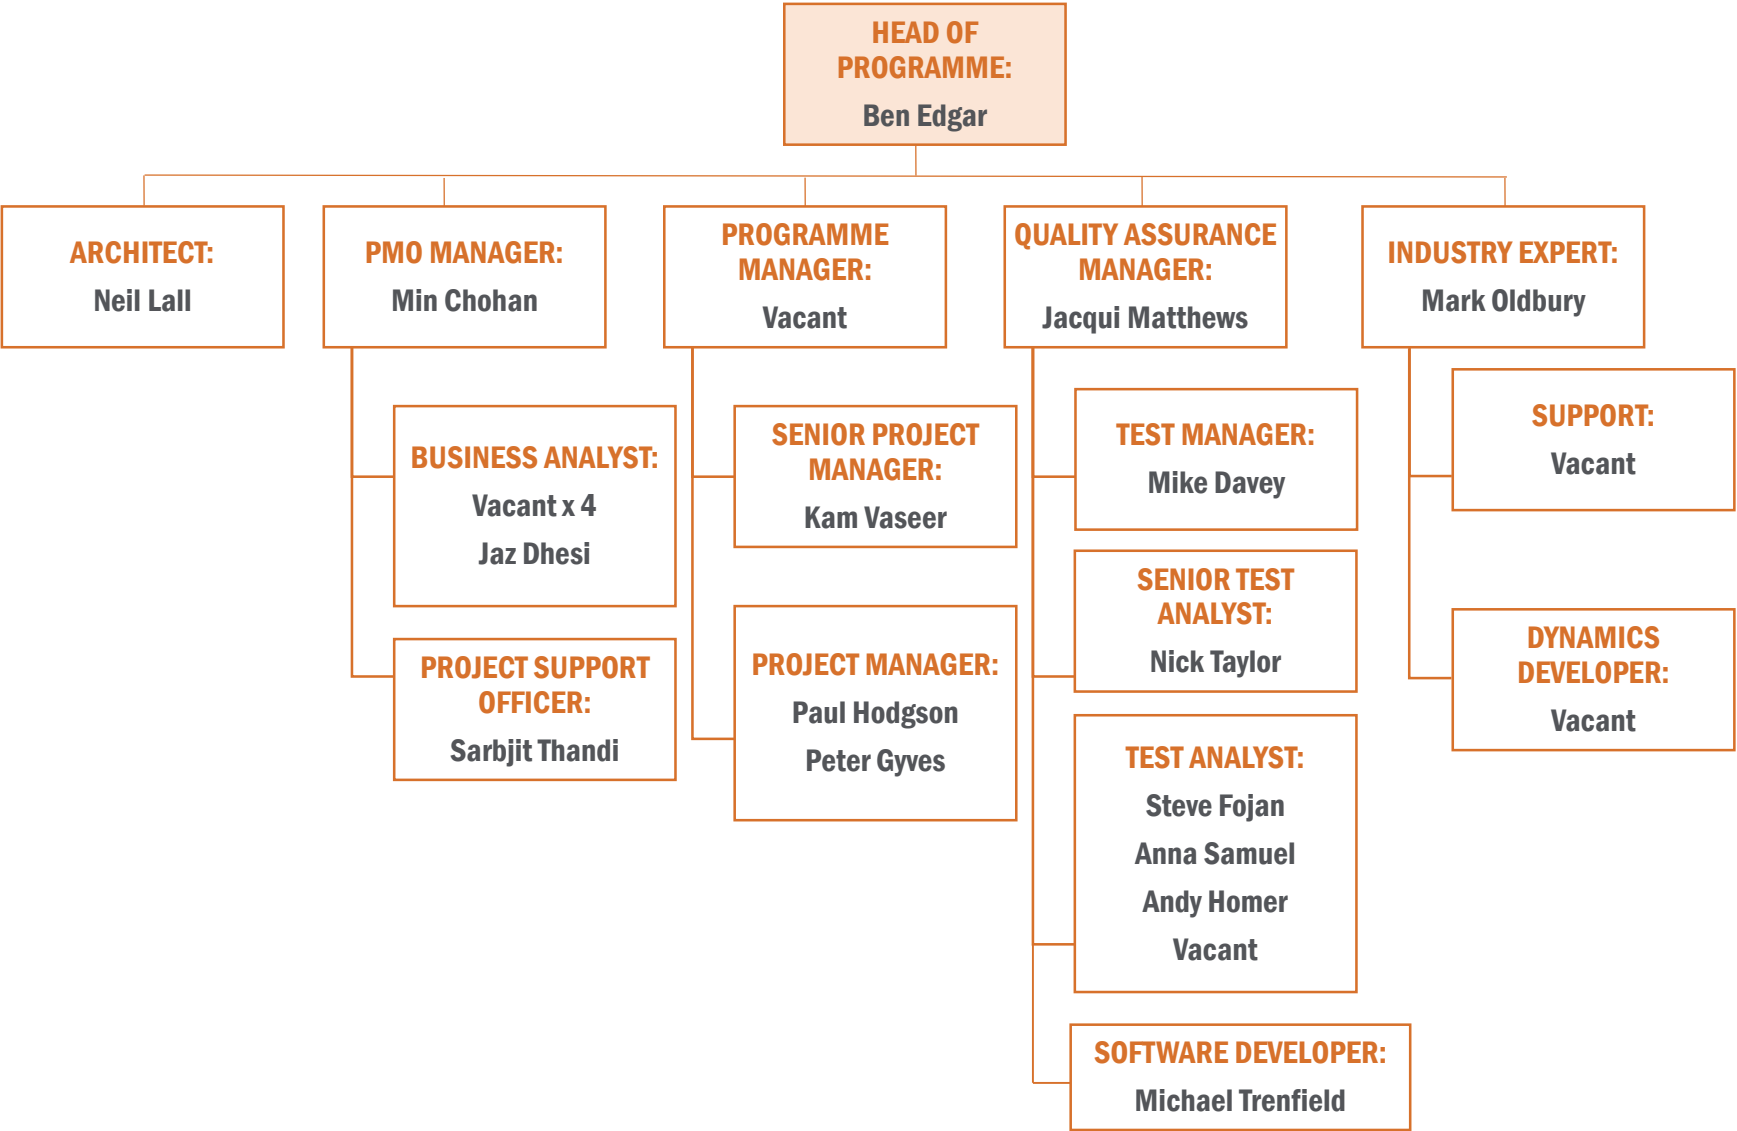 HEAD OF
PROGRAMME:
Ben Edgar
ARCHITECT:
Neil Lall
PMO MANAGER:
Min Chohan
PROGRAMME
MANAGER:
Vacant
QUALITY ASSURANCE
MANAGER:
Jacqui Matthews
INDUSTRY EXPERT:
Mark Oldbury
BUSINESS ANALYST:
Vacant x 4
Jaz Dhesi
PROJECT SUPPORT
OFFICER:
Sarbjit Thandi
SENIOR PROJECT
MANAGER:
Kam Vaseer
PROJECT MANAGER:
Paul Hodgson
Peter Gyves
TEST MANAGER:
Mike Davey
SENIOR TEST
ANALYST:
Nick Taylor
TEST ANALYST:
Steve Fojan
Anna Samuel
Andy Homer
Vacant
SOFTWARE DEVELOPER:
Michael Trenfield
SUPPORT:
Vacant
DYNAMICS
DEVELOPER:
Vacant